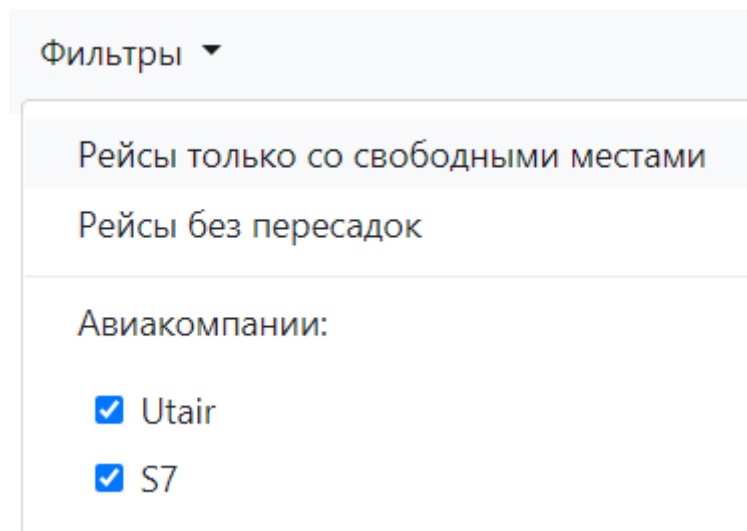 Фильтры
Рейсы только со свободными местами
Рейсы без пересадок
Авиакомпании:
Utair
S7